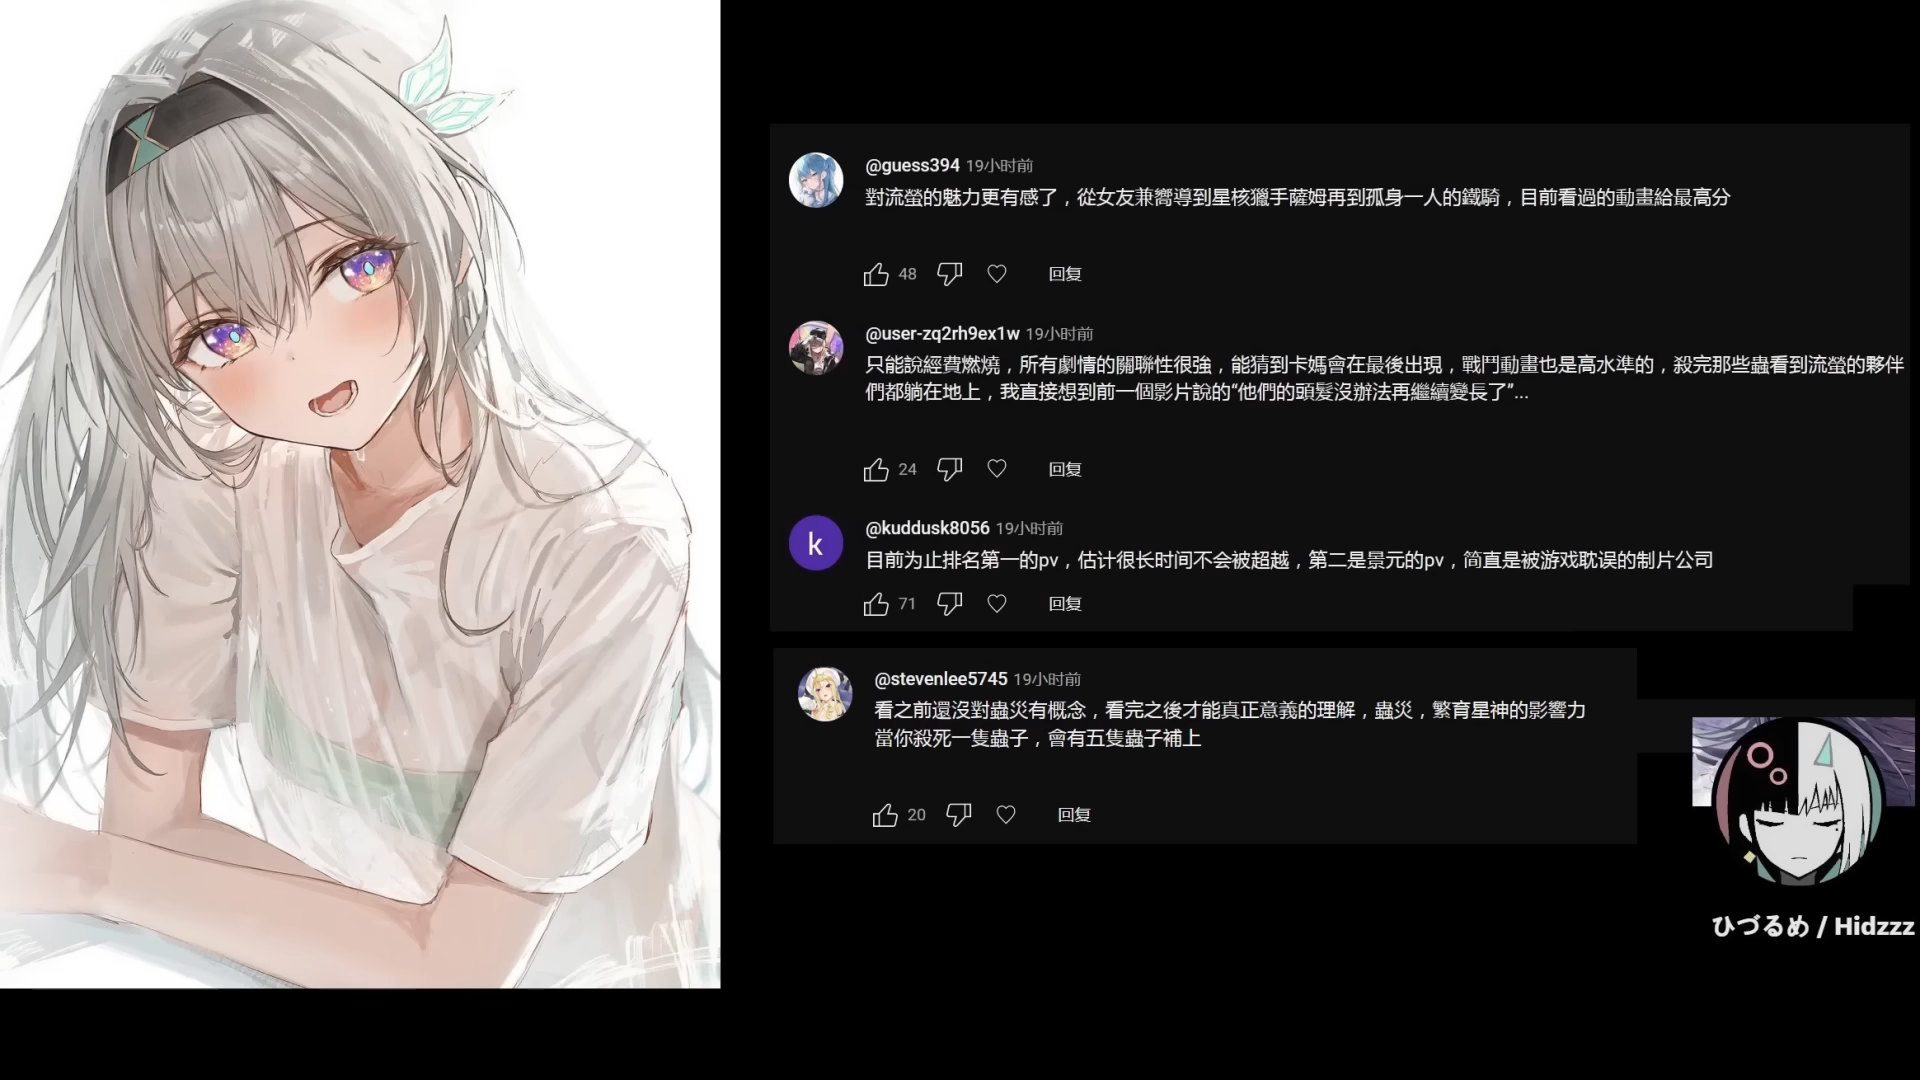 @guess394 19小时前
對流螢的魅力更有感了，從女友兼嚮導到星核獵手薩姆再到孤身一人的鐵騎，目前看過的動畫給最高分
48 回复
@user-zq2rh9ex1w 19小时前
只能說經費燃燒，所有劇情的關聯性很強，能猜到卡媽會在最後出現，戰鬥動畫也是高水準的，殺完那些蟲看到流螢的夥伴
們都躺在地上，我直接想到前一個影片說的“他們的頭髮沒辦法再繼續變長了”...
24 回复
k
@kuddusk8056 19小时前
目前为止排名第一的pv，估计很长时间不会被超越，第二是景元的pv，简直是被游戏耽误的制片公司
71 回复
@stevenlee5745 19小时前
看之前還沒對蟲災有概念，看完之後才能真正意義的理解，蟲災，繁育星神的影響力
當你殺死一隻蟲子，會有五隻蟲子補上
20 回复
ひづるめ / Hidzzz